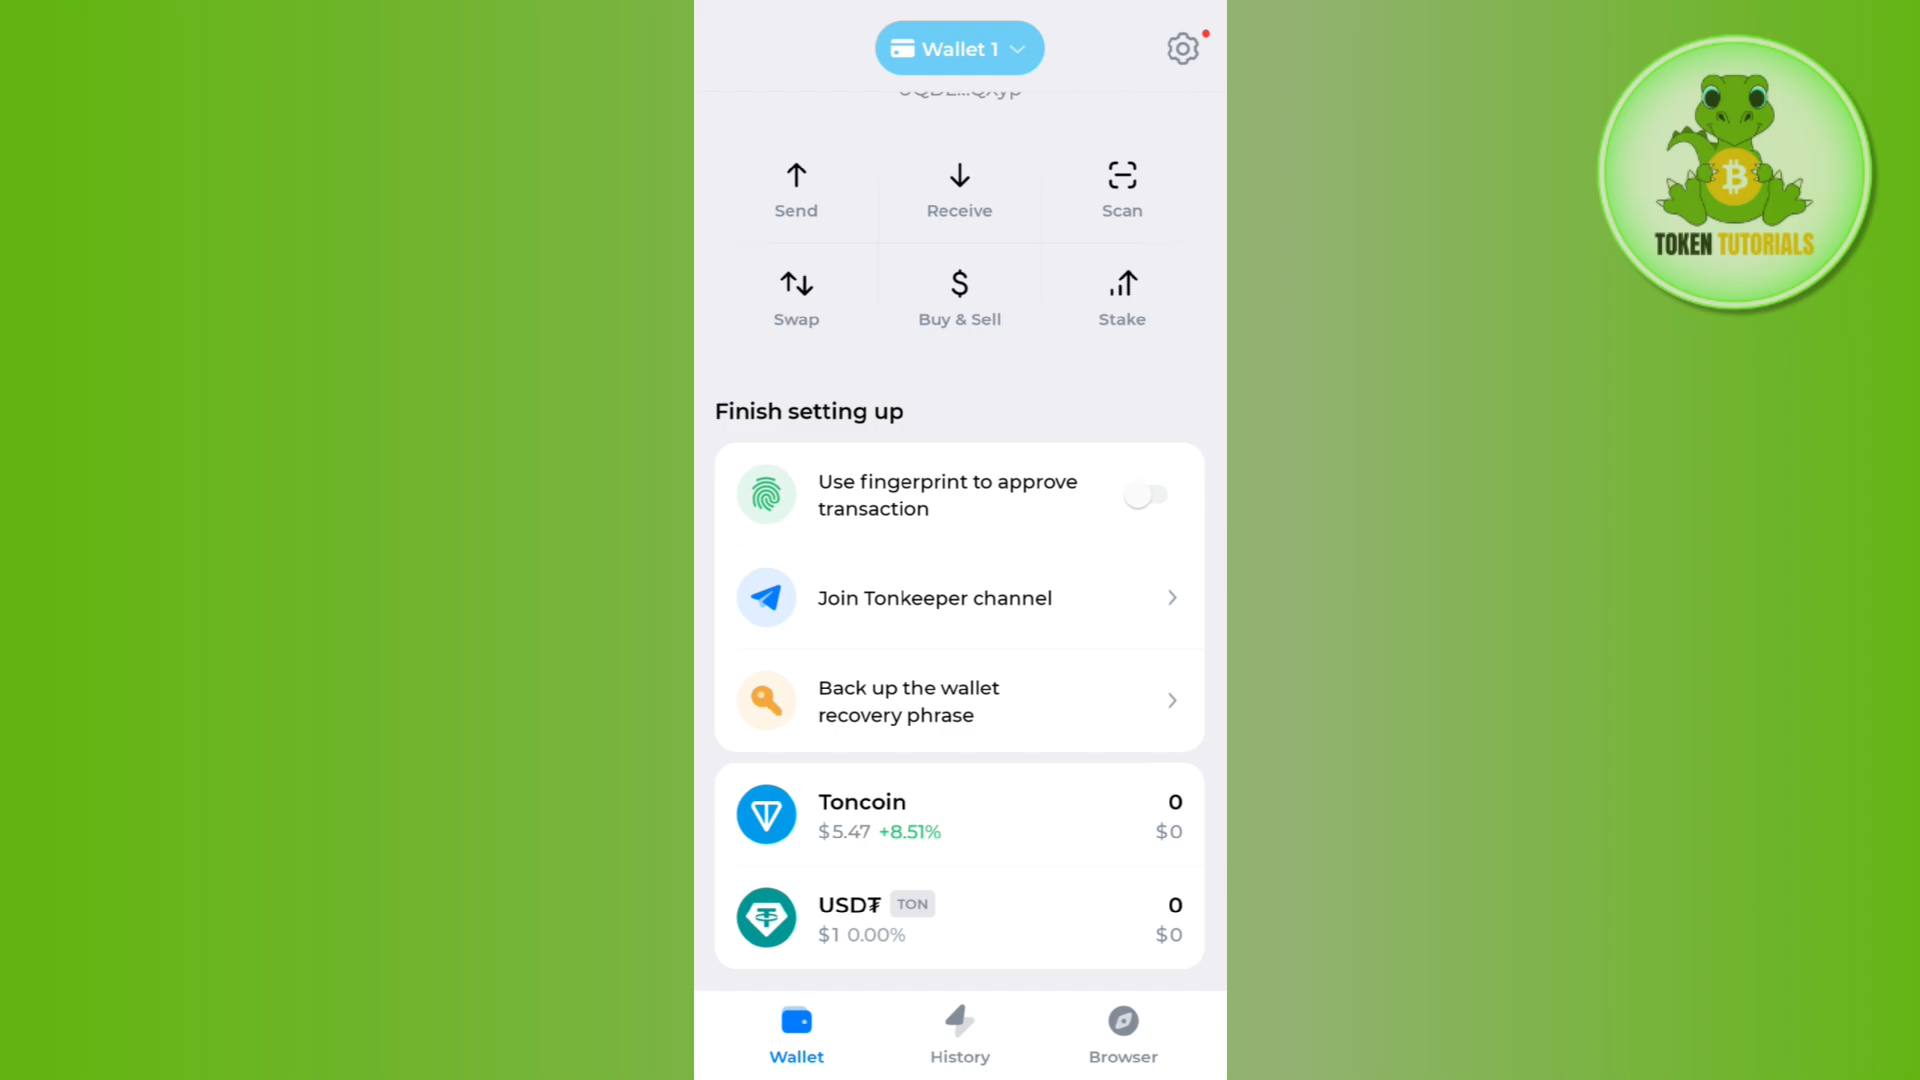 Wallet 1
Send
Receive
Scan
Swap
Buy & Sell
Stake
Finish setting up
Use fingerprint to approve
transaction
Join Tonkeeper channel
Back up the wallet
recovery phrase
Toncoin
0
$5.47 +8.51%
$0
USD₮ TON
0
$1 0.00%
$0
Wallet
History
Browser
TOKEN TUTORIALS